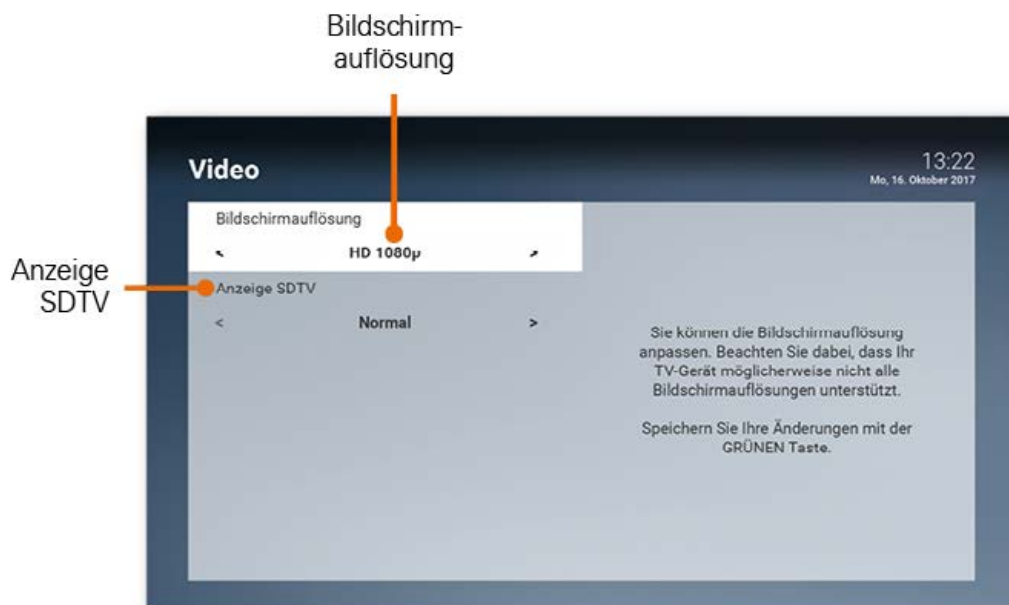 Bildschirm-
auflösung
Video
13:22
Mo, 16. Oktober 2017
Bildschirmauflösung
HD 1080p
Anzeige
SDTV
Anzeige SDTV
< Normal >
Sie können die Bildschirmauflösung
anpassen. Beachten Sie dabei, dass Ihr
TV-Gerät möglicherweise nicht alle
Bildschirmauflösungen unterstützt.
Speichern Sie Ihre Änderungen mit der
GRÜNEN Taste.